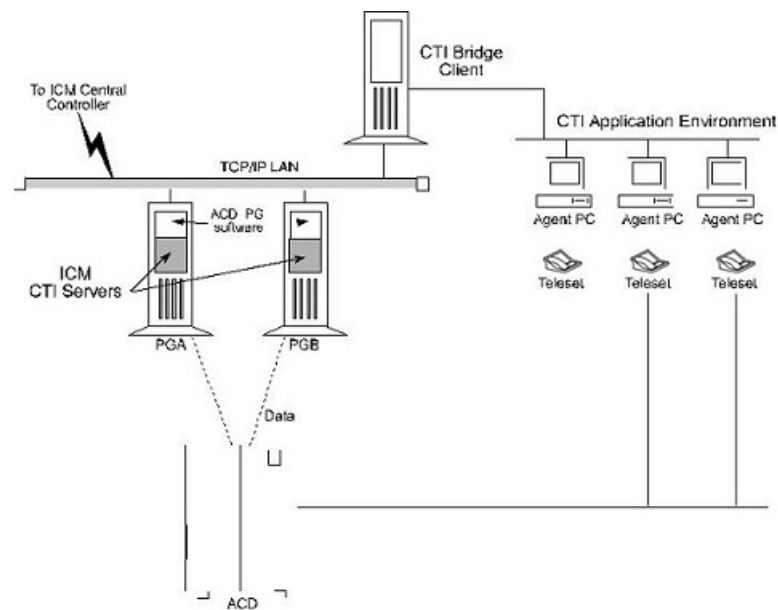 CTI Bridge
Client
To ICM Central
Controller
CTI Application Environment
TCP/IP LAN
ACD PG
software
Agent PC
Agent PC
Agent PC
ICM
CTI Servers
Teleset
Teleset
Teleset
PGA
PGB
Data
ACD